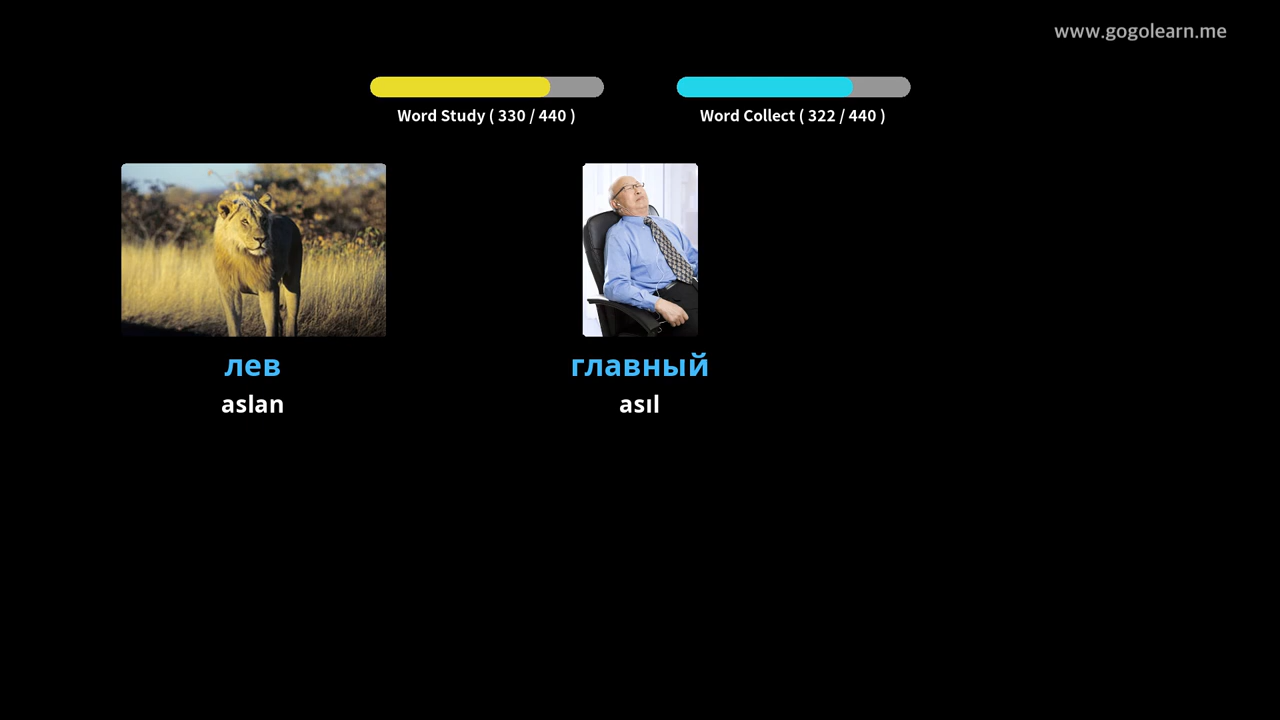 www.gogolearn.me
Word Study ( 330 / 440 )
Word Collect ( 322 / 440 )
лев
главный
aslan
asıl